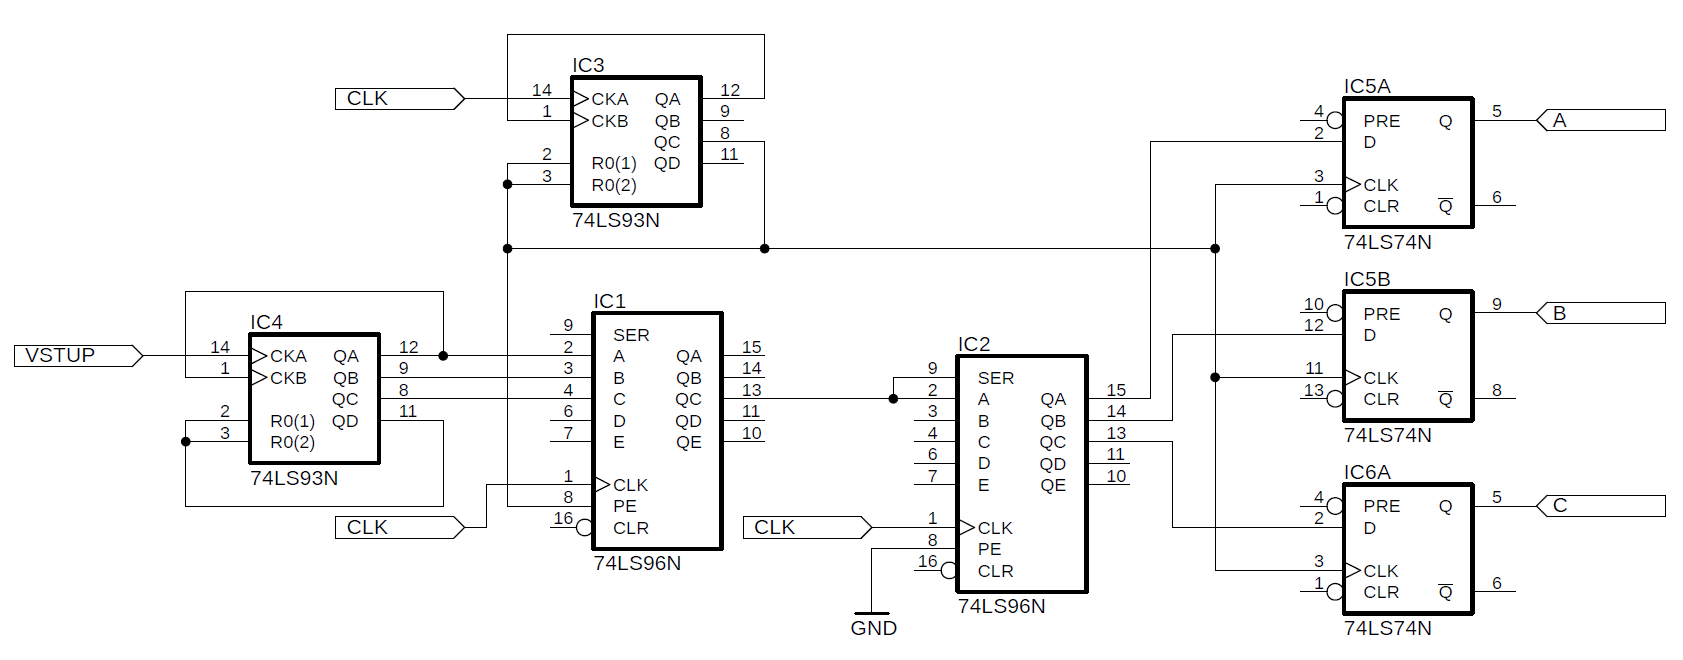 CLK
IC3
14 CKA QA 12
1 CKB QB 9
QC 8
2 R0(1) QD 11
3 R0(2)
74LS93N
VSTUP
IC4
14 CKA QA 12
1 CKB QB 9
QC 8
2 R0(1) QD 11
3 R0(2)
74LS93N
CLK
IC1
9 SER
2 A QA 15
3 B QB 14
4 C QC 13
6 D QD 11
7 E QE 10
1 CLK
8 PE
16 CLR
74LS96N
CLK
GND
IC2
9 SER
2 A QA 15
3 B QB 14
4 C QC 13
6 D QD 11
7 E QE 10
1 CLK
8 PE
16 CLR
74LS96N
IC5A
4 PRE Q 5
2 D
3 CLK
1 CLR Q 6
74LS74N
A
IC5B
10 PRE Q 9
12 D
11 CLK
13 CLR Q 8
74LS74N
B
IC6A
4 PRE Q 5
2 D
3 CLK
1 CLR Q 6
74LS74N
C